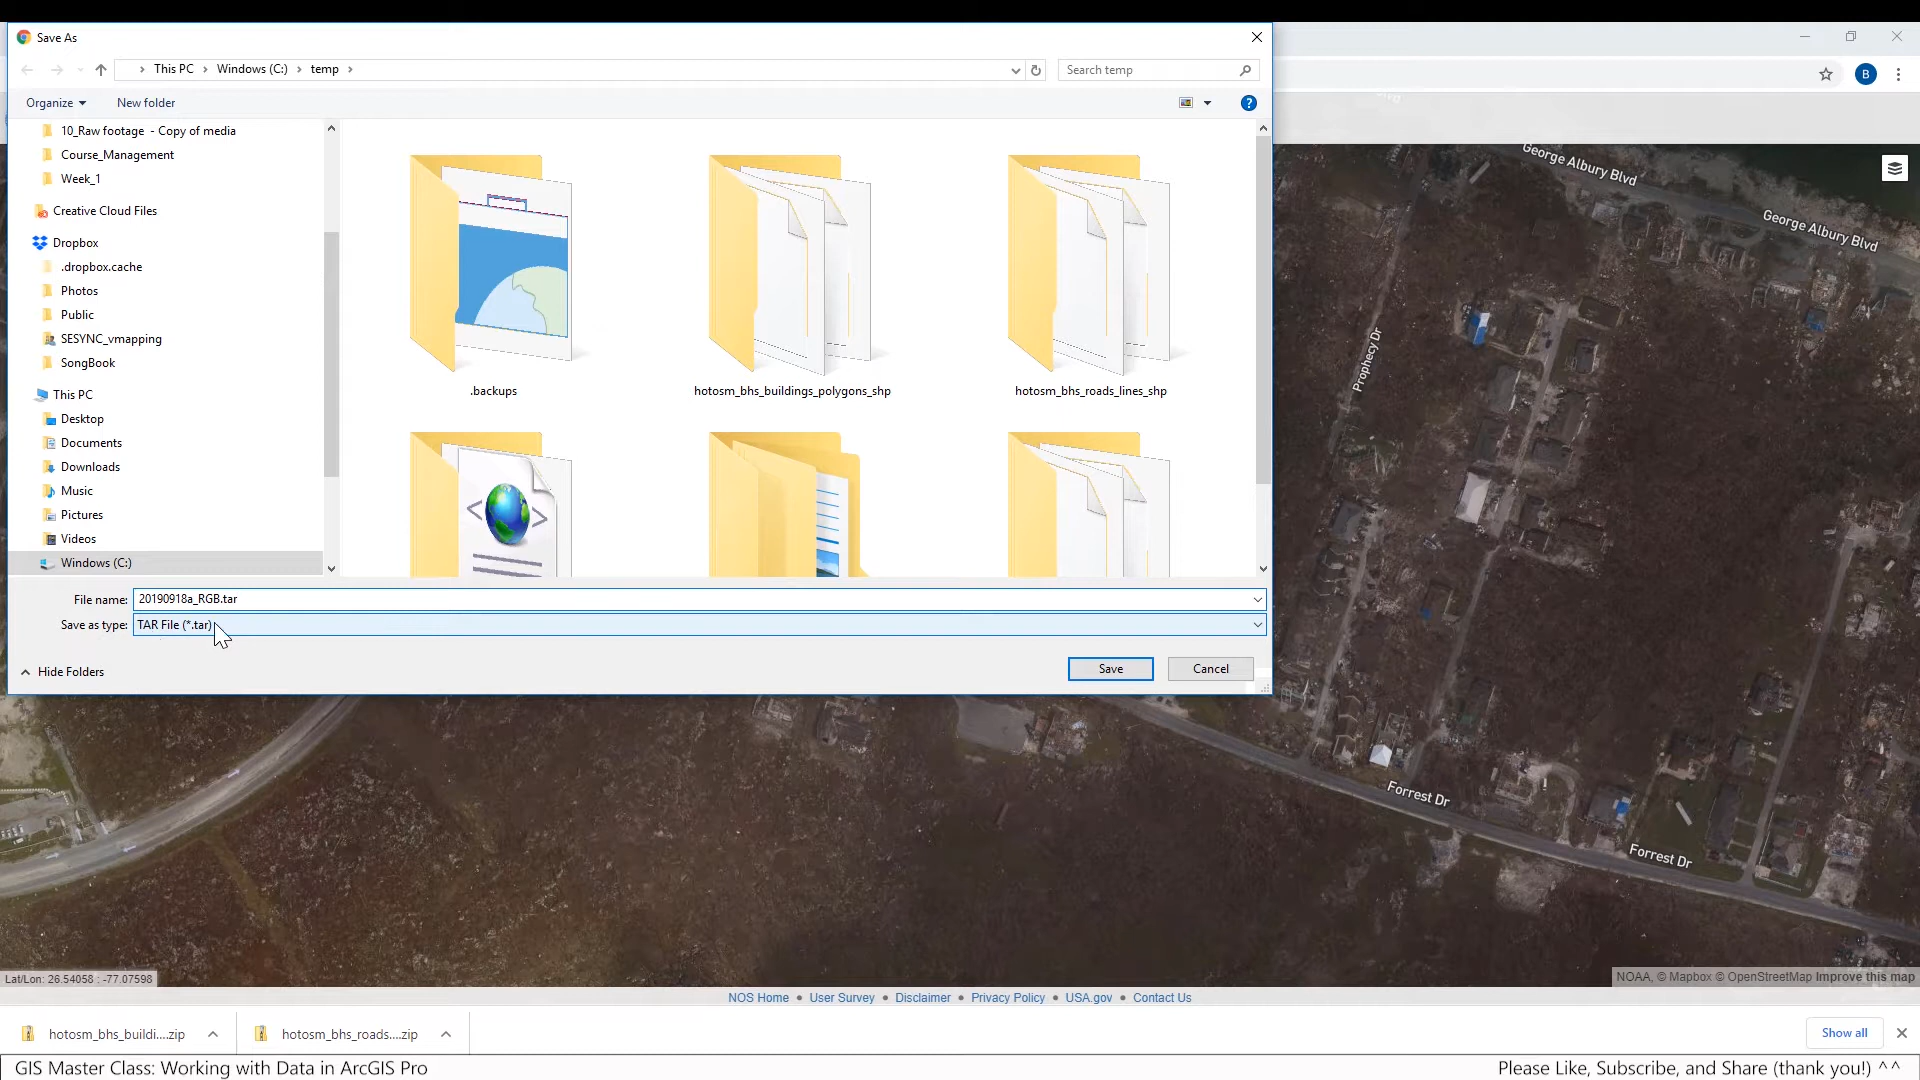 Save As
This PC
Windows (C:)
temp
Search temp
B
Organize
New folder
?
10_Raw footage - Copy of media
Course_Management
Week_1
Creative Cloud Files
Dropbox
.dropbox.cache
Photos
Public
SESYNC_vmapping
SongBook
This PC
Desktop
Documents
Downloads
Music
Pictures
Videos
Windows (C:)
.backups
hotosm_bhs_buildings_polygons_shp
hotosm_bhs_roads_lines_shp
File name: 20190918a_RGB.tar
Save as type: TAR File (*.tar)
Hide Folders
Save
Cancel
George Albury Blvd
George Albury Blvd
Prophecy Dr
Forrest Dr
Forrest Dr
Lat/Lon: 26.54058 : -77.07598
NOAA, © Mapbox © OpenStreetMap Improve this map
NOS Home • User Survey • Disclaimer • Privacy Policy • USA.gov • Contact Us
hotosm_bhs_buildi....zip
hotosm_bhs_roads....zip
Show all
GIS Master Class: Working with Data in ArcGIS Pro
Please Like, Subscribe, and Share (thank you!) ^^